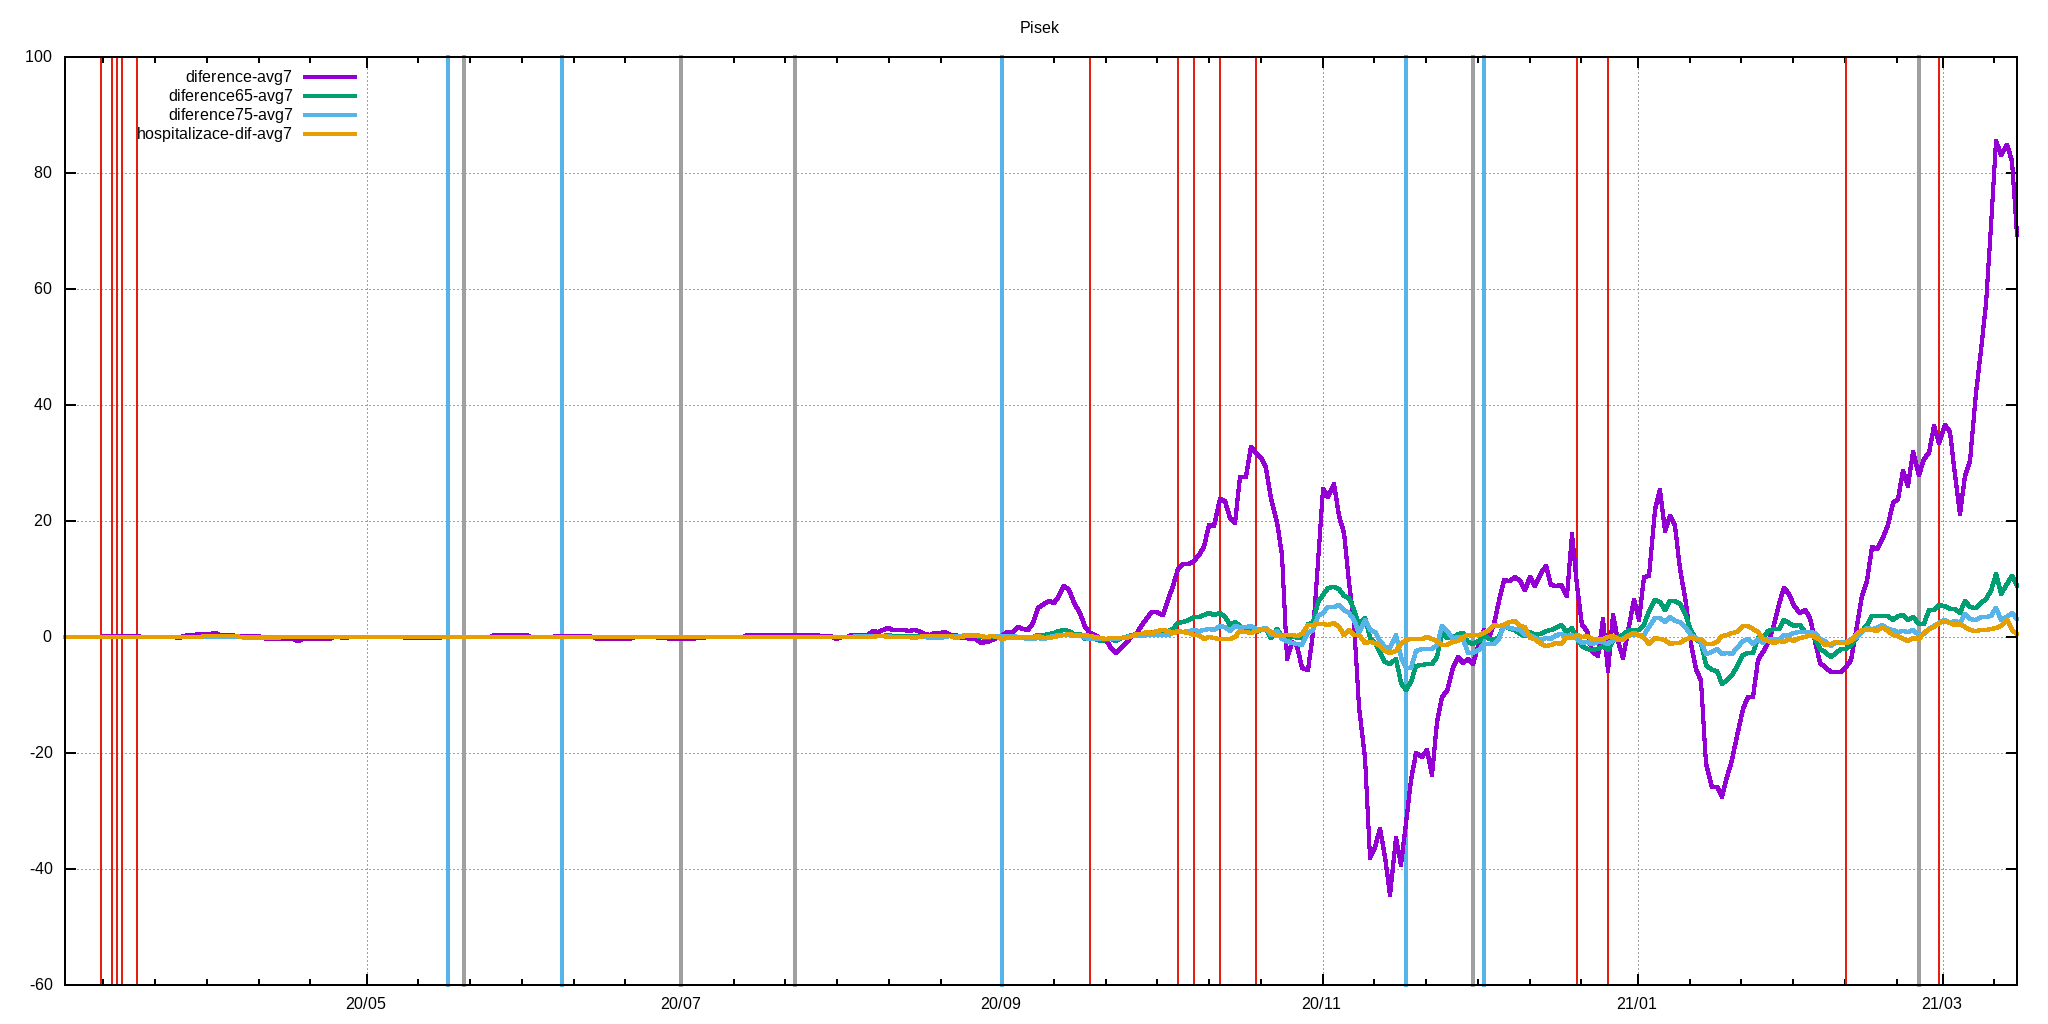 Pisek
diference-avg7
diference65-avg7
diference75-avg7
hospitalizace-dif-avg7
100
80
60
40
20
0
-20
-40
-60
20/05 20/07 20/09 20/11 21/01 21/03